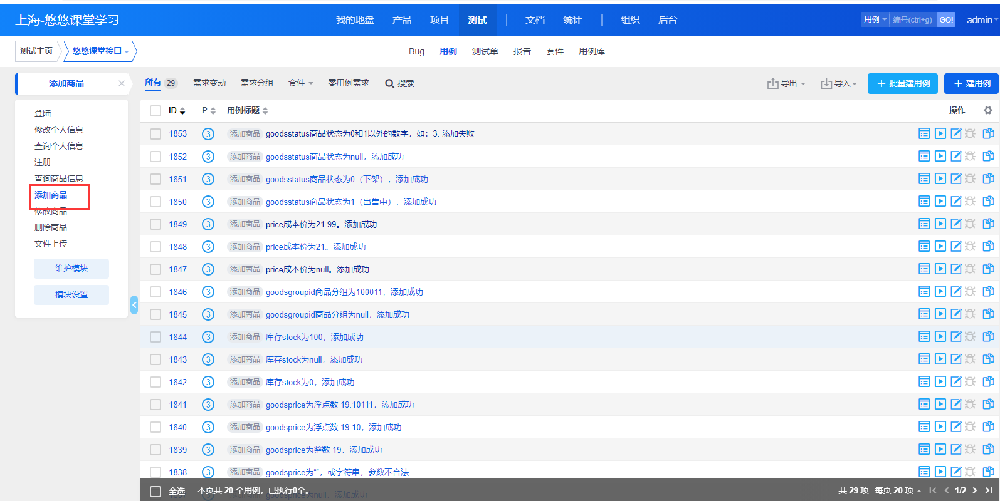 上海-悠悠课堂学习
我的地盘 产品 项目 测试 文档 统计 组织 后台
用例 编号(ctrl+g) GO! admin
测试主页 悠悠课堂接口
Bug 用例 测试单 报告 套件 用例库
添加商品
所有 29 需求变动 需求分组 套件 零用例需求 搜索
导出 导入 批量建用例 建用例
登陆
修改个人信息
查询个人信息
注册
查询商品信息
添加商品
修改商品
删除商品
文件上传
维护模块
模块设置
ID P 用例标题 操作
1853 3 添加商品 goodsstatus商品状态为0和1以外的数字，如：3. 添加失败
1852 3 添加商品 goodsstatus商品状态为null，添加成功
1851 3 添加商品 goodsstatus商品状态为0（下架），添加成功
1850 3 添加商品 goodsstatus商品状态为1（出售中），添加成功
1849 3 添加商品 price成本价为21.99。添加成功
1848 3 添加商品 price成本价为21。添加成功
1847 3 添加商品 price成本价为null。添加成功
1846 3 添加商品 goodsgroupid商品分组为100011，添加成功
1845 3 添加商品 goodsgroupid商品分组为null，添加成功
1844 3 添加商品 库存stock为100，添加成功
1843 3 添加商品 库存stock为null，添加成功
1842 3 添加商品 库存stock为0，添加成功
1841 3 添加商品 goodsprice为浮点数 19.10111，添加成功
1840 3 添加商品 goodsprice为浮点数 19.10，添加成功
1839 3 添加商品 goodsprice为整数 19，添加成功
1838 3 添加商品 goodsprice为“”，或字符串，参数不合法
goodsprice为null，添加成功
全选 本页共 20 个用例，已执行0个。
共 29 项 每页 20 项 1/2